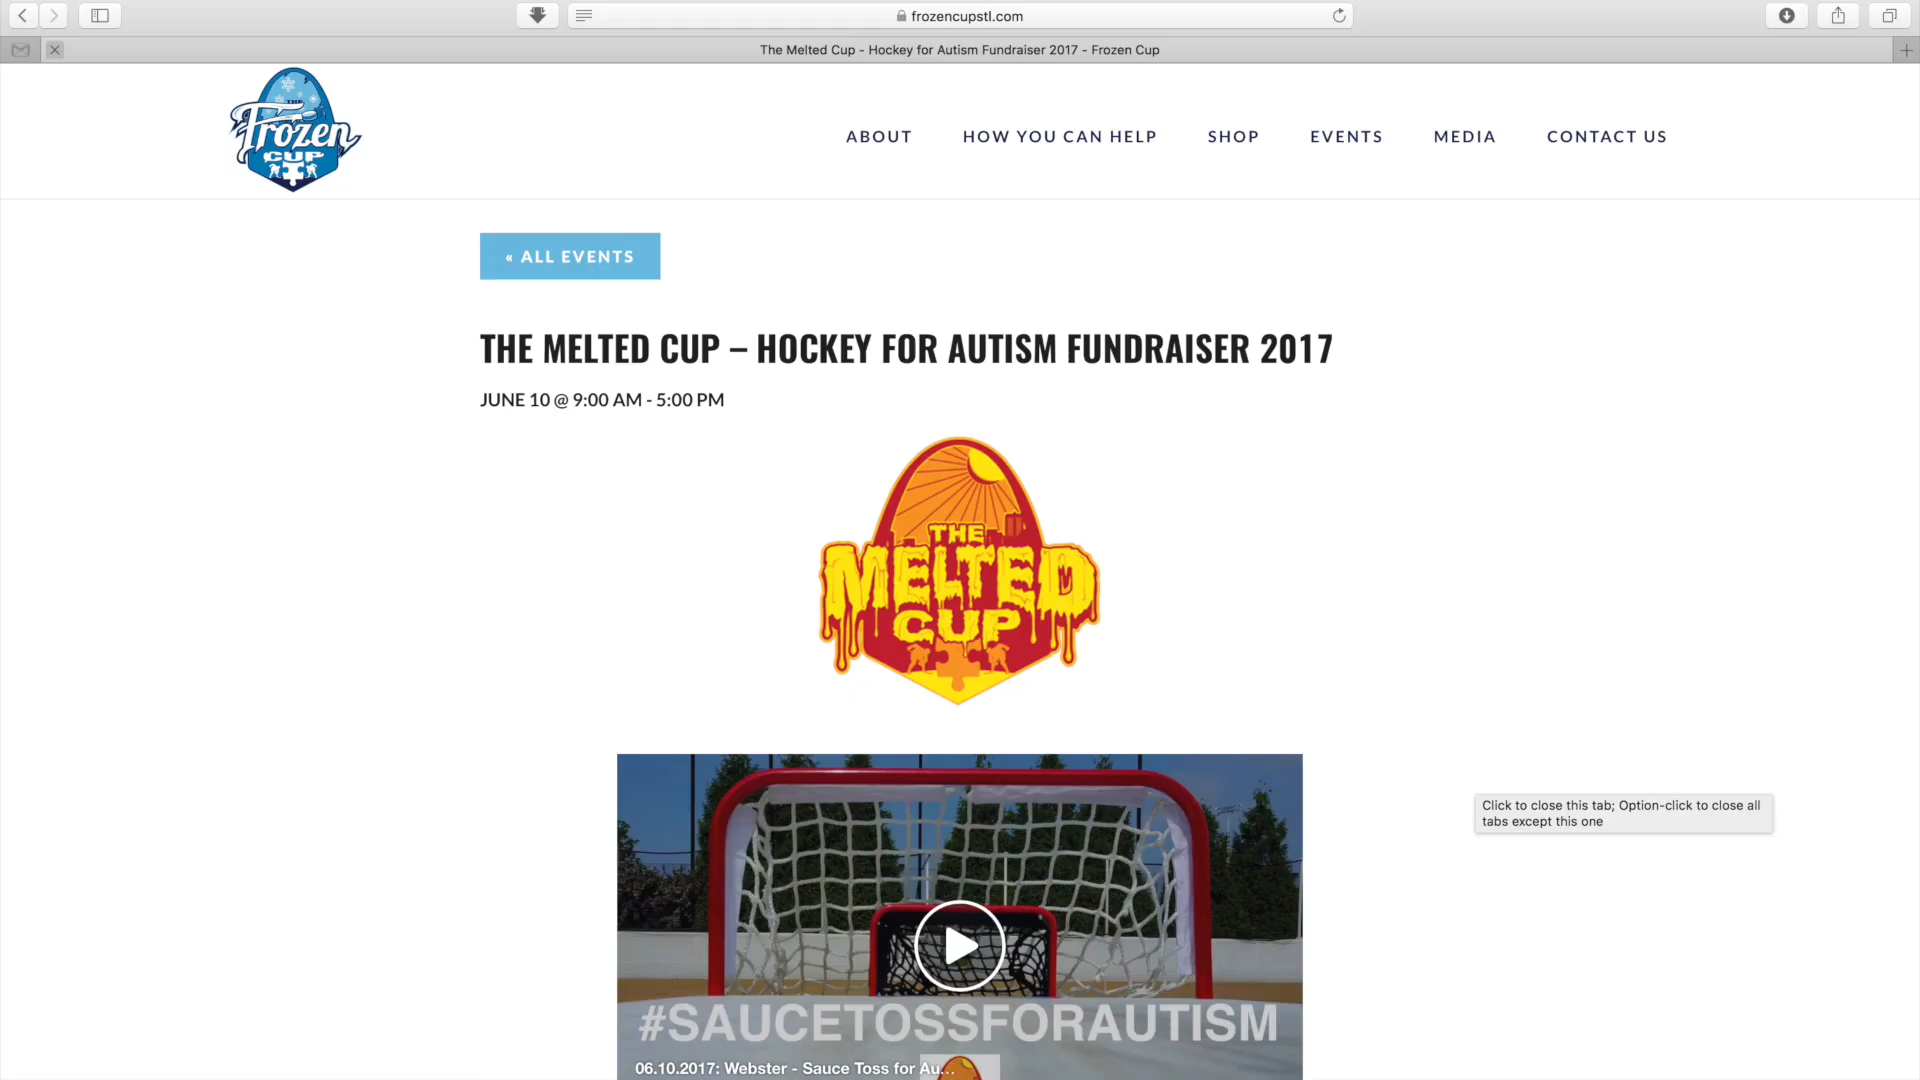 frozencupstl.com
The Melted Cup - Hockey for Autism Fundraiser 2017 - Frozen Cup
THE
Frozen
CUP
ABOUT
HOW YOU CAN HELP
SHOP
EVENTS
MEDIA
CONTACT US
« ALL EVENTS
THE MELTED CUP – HOCKEY FOR AUTISM FUNDRAISER 2017
JUNE 10 @ 9:00 AM - 5:00 PM
THE
MELTED
CUP
Click to close this tab; Option-click to close all
tabs except this one
#SAUCETOSSFORAUTISM
06.10.2017: Webster - Sauce Toss for Au...